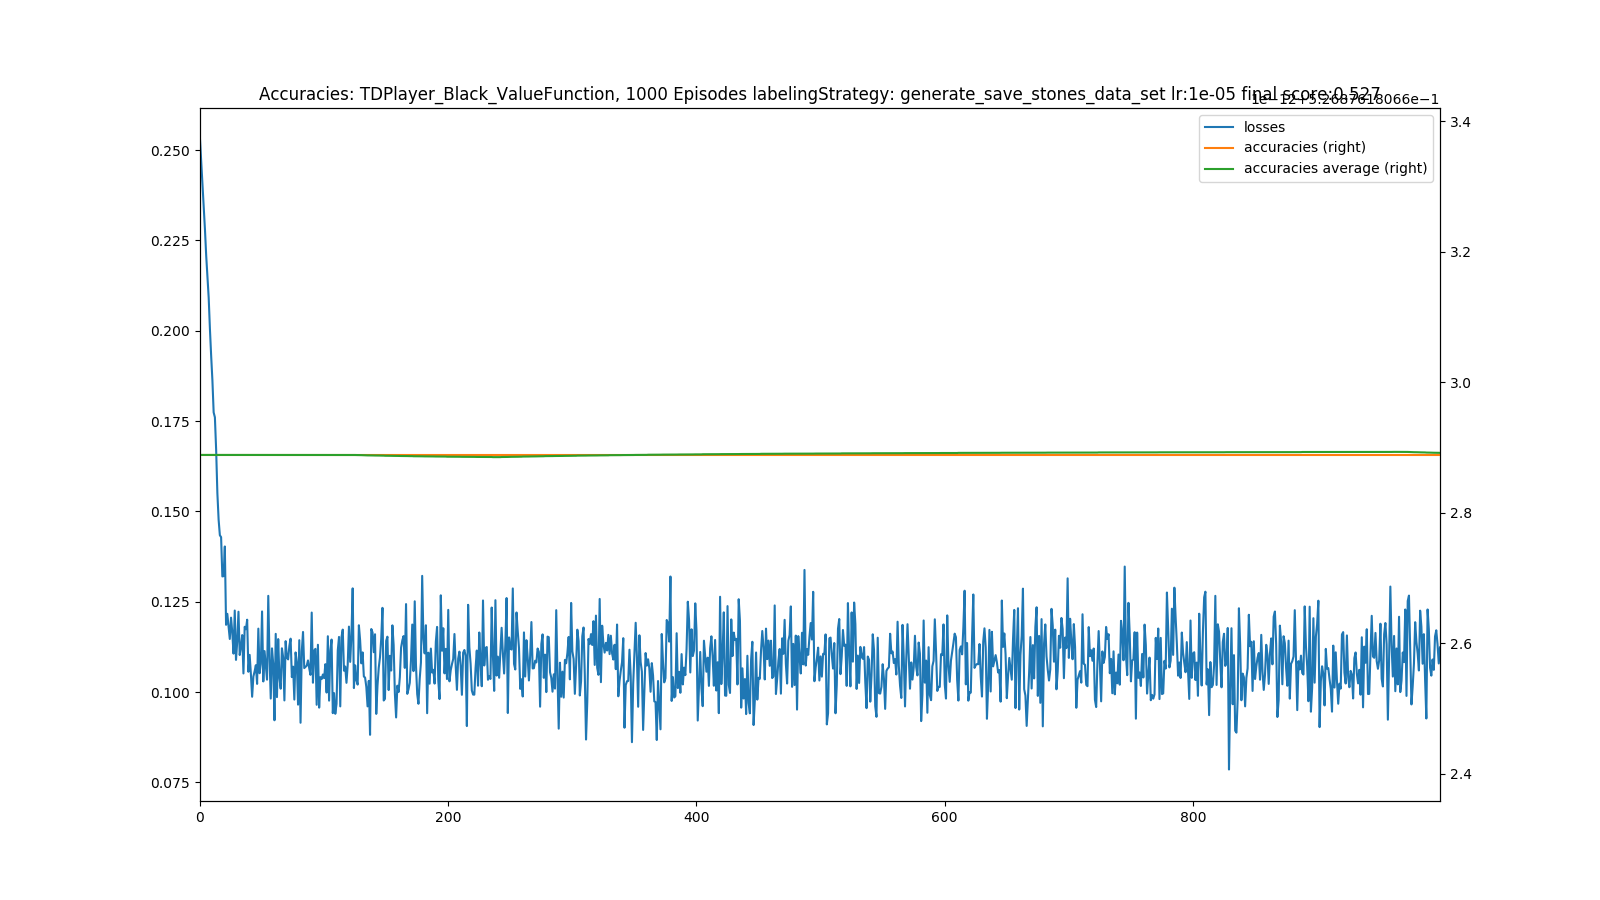 Accuracies: TDPlayer_Black_ValueFunction, 1000 Episodes labelingStrategy: generate_save_stones_data_set lr:1e-05 final score:0.527
1e−12+5.2687618066e−1
losses
accuracies (right)
accuracies average (right)
0.250
0.225
0.200
0.175
0.150
0.125
0.100
0.075
3.4
3.2
3.0
2.8
2.6
2.4
0 200 400 600 800